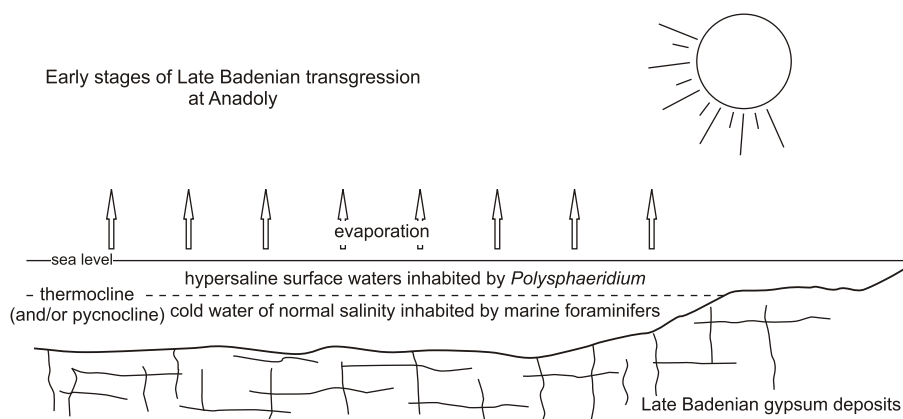 Early stages of Late Badenian transgression
at Anadoly
evaporation
sea level
hypersaline surface waters inhabited by Polysphaeridium
thermocline
(and/or pycnocline) cold water of normal salinity inhabited by marine foraminifers
Late Badenian gypsum deposits